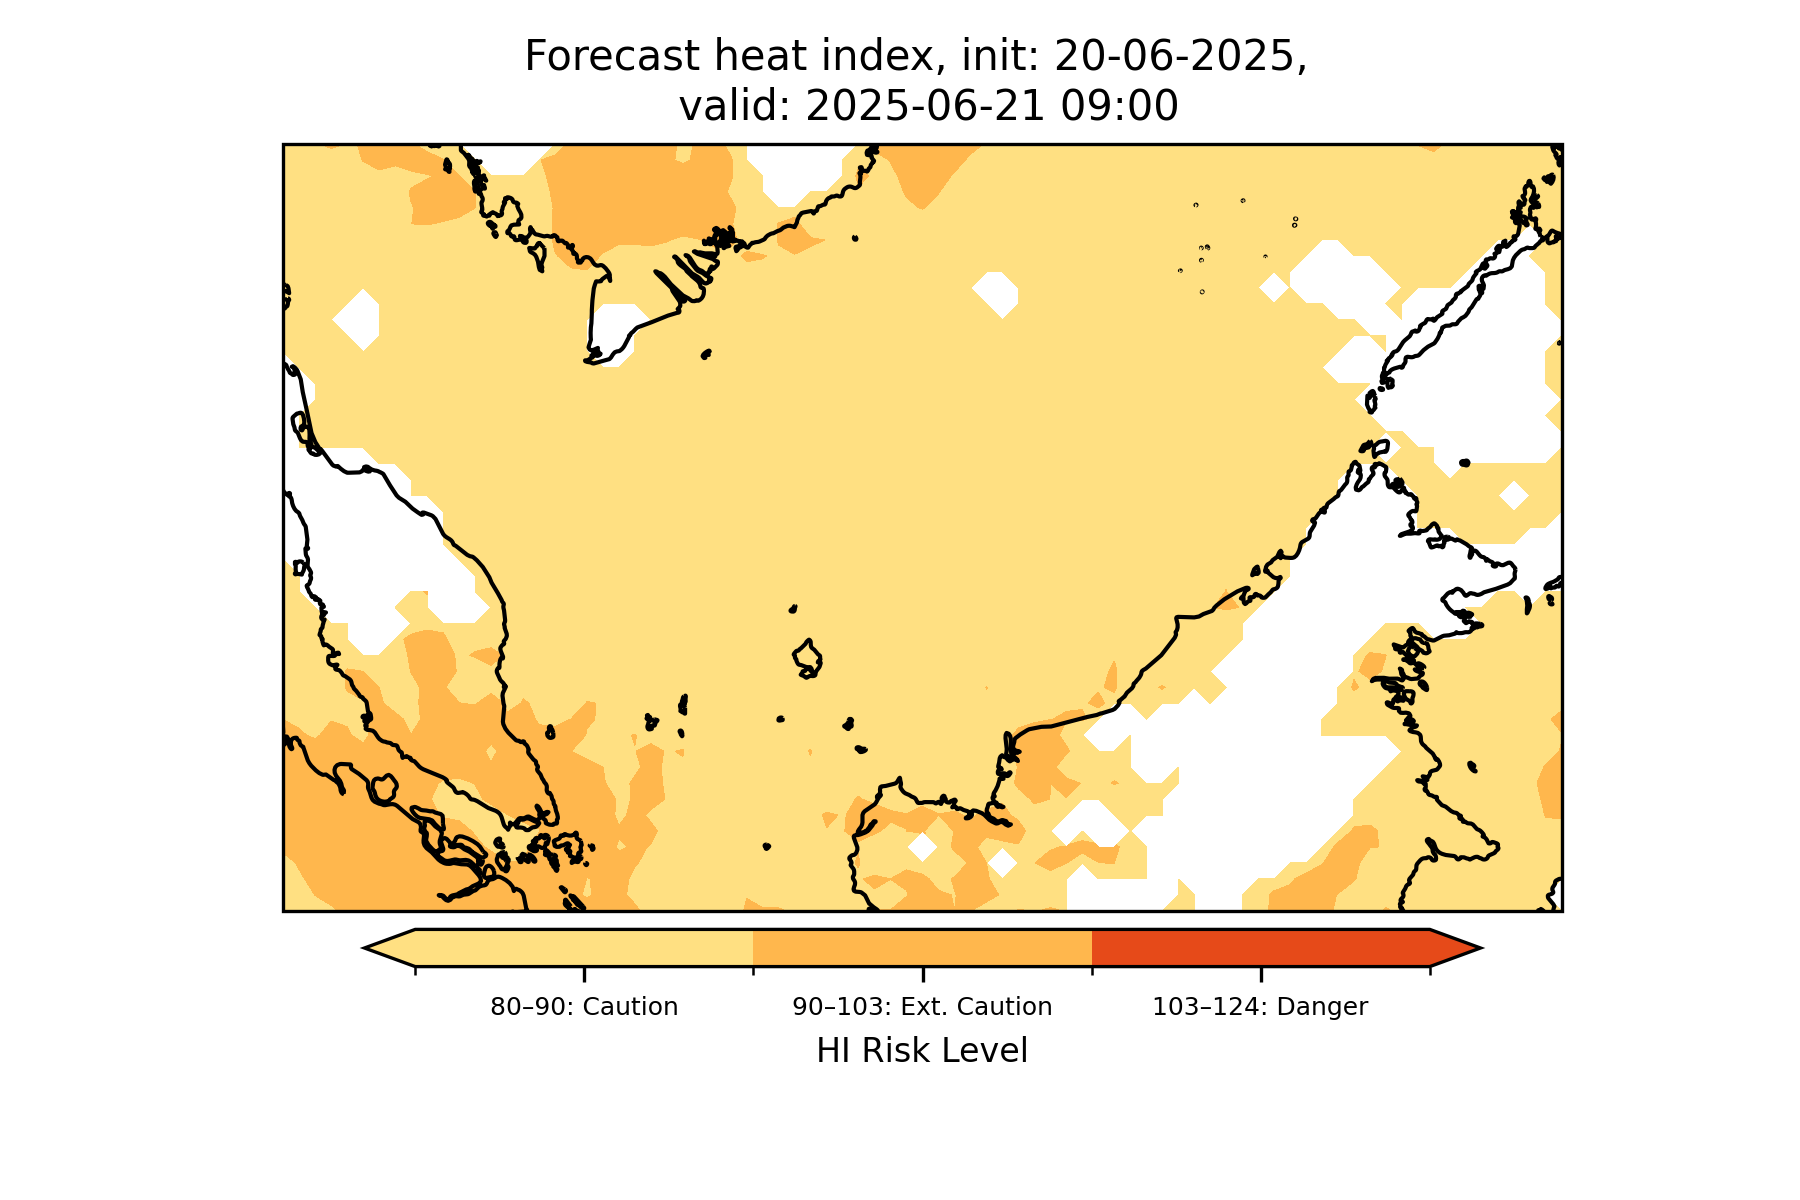 Forecast heat index, init: 20-06-2025,
valid: 2025-06-21 09:00
80–90: Caution
90–103: Ext. Caution
103–124: Danger
HI Risk Level